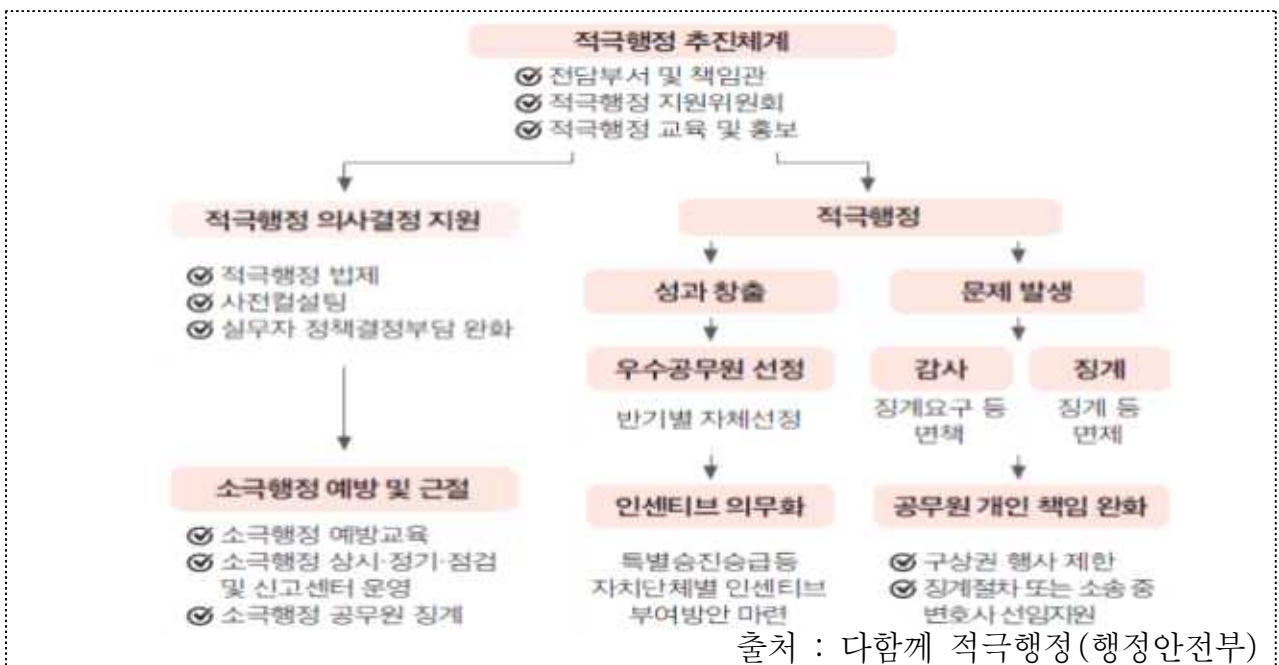 적극행정 추진체계
전담부서 및 책임관
적극행정 지원위원회
적극행정 교육 및 홍보
적극행정 의사결정 지원
적극행정 법제
사전컨설팅
실무자 정책결정부담 완화
소극행정 예방 및 근절
소극행정 예방교육
소극행정 상시·정기·점검
및 신고센터 운영
소극행정 공무원 징계
적극행정
성과 창출
우수공무원 선정
반기별 자체선정
인센티브 의무화
특별승진승급등
자치단체별 인센티브
부여방안 마련
문제 발생
감사
징계요구 등
면책
징계
징계 등
면제
공무원 개인 책임 완화
구상권 행사 제한
징계절차 또는 소송 중
변호사 선임지원
출처 : 다함께 적극행정(행정안전부)